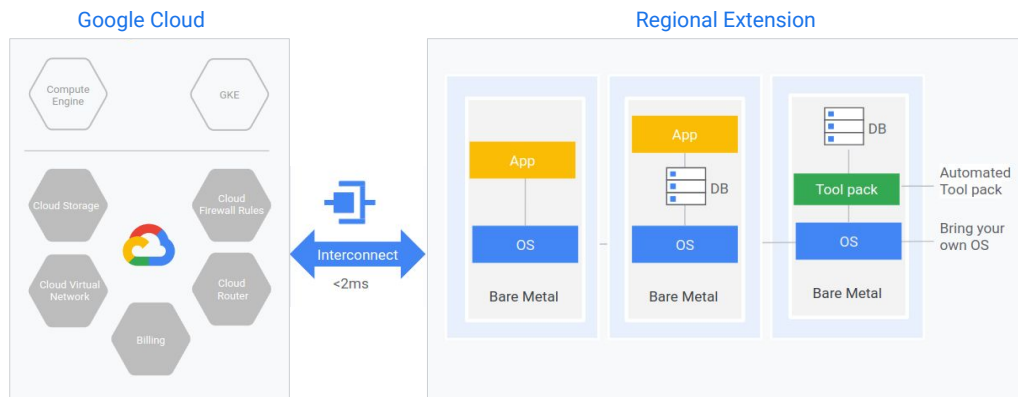 Google Cloud
Regional Extension
Compute
Engine
GKE
Cloud Storage
Cloud
Firewall Rules
Cloud Virtual
Network
Cloud
Router
Billing
Interconnect
<2ms
App
OS
Bare Metal
App
DB
OS
Bare Metal
DB
Tool pack
OS
Bare Metal
Automated
Tool pack
Bring your
own OS